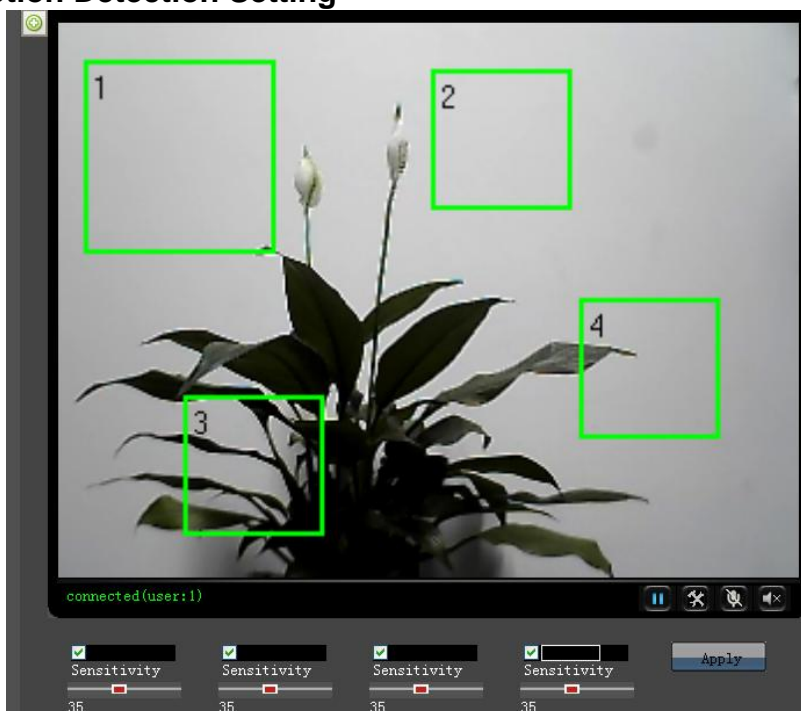 tion Detection Setting
1
2
4
3
connected(user:1)
Sensitivity Sensitivity Sensitivity Sensitivity Apply
35 35 35 35